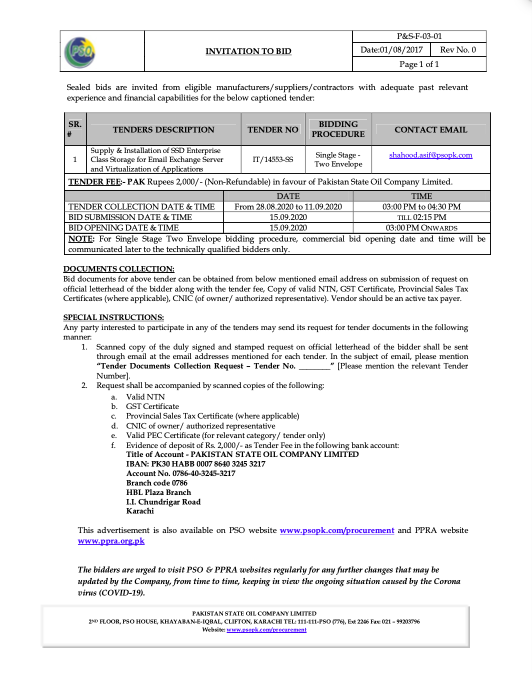 P&S-F-03-01
PSO
INVITATION TO BID
Date:01/08/2017 Rev No. 0
Page 1 of 1
Sealed bids are invited from eligible manufacturers/suppliers/contractors with adequate past relevant
experience and financial capabilities for the below captioned tender:
SR. # TENDERS DESCRIPTION TENDER NO BIDDING PROCEDURE CONTACT EMAIL
1 Supply & Installation of SSD Enterprise Class Storage for Email Exchange Server and Virtualization of Applications IT/14553-SS Single Stage - Two Envelope shahood.asif@psopk.com
TENDER FEE:- PAK Rupees 2,000/- (Non-Refundable) in favour of Pakistan State Oil Company Limited.
DATE TIME
TENDER COLLECTION DATE & TIME From 28.08.2020 to 11.09.2020 03:00 PM to 04:30 PM
BID SUBMISSION DATE & TIME 15.09.2020 TILL 02:15 PM
BID OPENING DATE & TIME 15.09.2020 03:00 PM ONWARDS
NOTE: For Single Stage Two Envelope bidding procedure, commercial bid opening date and time will be
communicated later to the technically qualified bidders only.
DOCUMENTS COLLECTION:
Bid documents for above tender can be obtained from below mentioned email address on submission of request on
official letterhead of the bidder along with the tender fee, Copy of valid NTN, GST Certificate, Provincial Sales Tax
Certificates (where applicable), CNIC (of owner/ authorized representative). Vendor should be an active tax payer.
SPECIAL INSTRUCTIONS:
Any party interested to participate in any of the tenders may send its request for tender documents in the following
manner:
1. Scanned copy of the duly signed and stamped request on official letterhead of the bidder shall be sent
through email at the email addresses mentioned for each tender. In the subject of email, please mention
"Tender Documents Collection Request – Tender No. _______" [Please mention the relevant Tender
Number].
2. Request shall be accompanied by scanned copies of the following:
a. Valid NTN
b. GST Certificate
c. Provincial Sales Tax Certificate (where applicable)
d. CNIC of owner/ authorized representative
e. Valid PEC Certificate (for relevant category/ tender only)
f. Evidence of deposit of Rs. 2,000/- as Tender Fee in the following bank account:
Title of Account - PAKISTAN STATE OIL COMPANY LIMITED
IBAN: PK30 HABB 0007 8640 3245 3217
Account No. 0786-40-3245-3217
Branch code 0786
HBL Plaza Branch
I.I. Chundrigar Road
Karachi
This advertisement is also available on PSO website www.psopk.com/procurement and PPRA website
www.ppra.org.pk
The bidders are urged to visit PSO & PPRA websites regularly for any further changes that may be
updated by the Company, from time to time, keeping in view the ongoing situation caused by the Corona
virus (COVID-19).
PAKISTAN STATE OIL COMPANY LIMITED
2ND FLOOR, PSO HOUSE, KHAYABAN-E-IQBAL, CLIFTON, KARACHI TEL: 111-111-PSO (776), Ext 2246 Fax: 021 – 99203796
Website: www.psopk.com/procurement